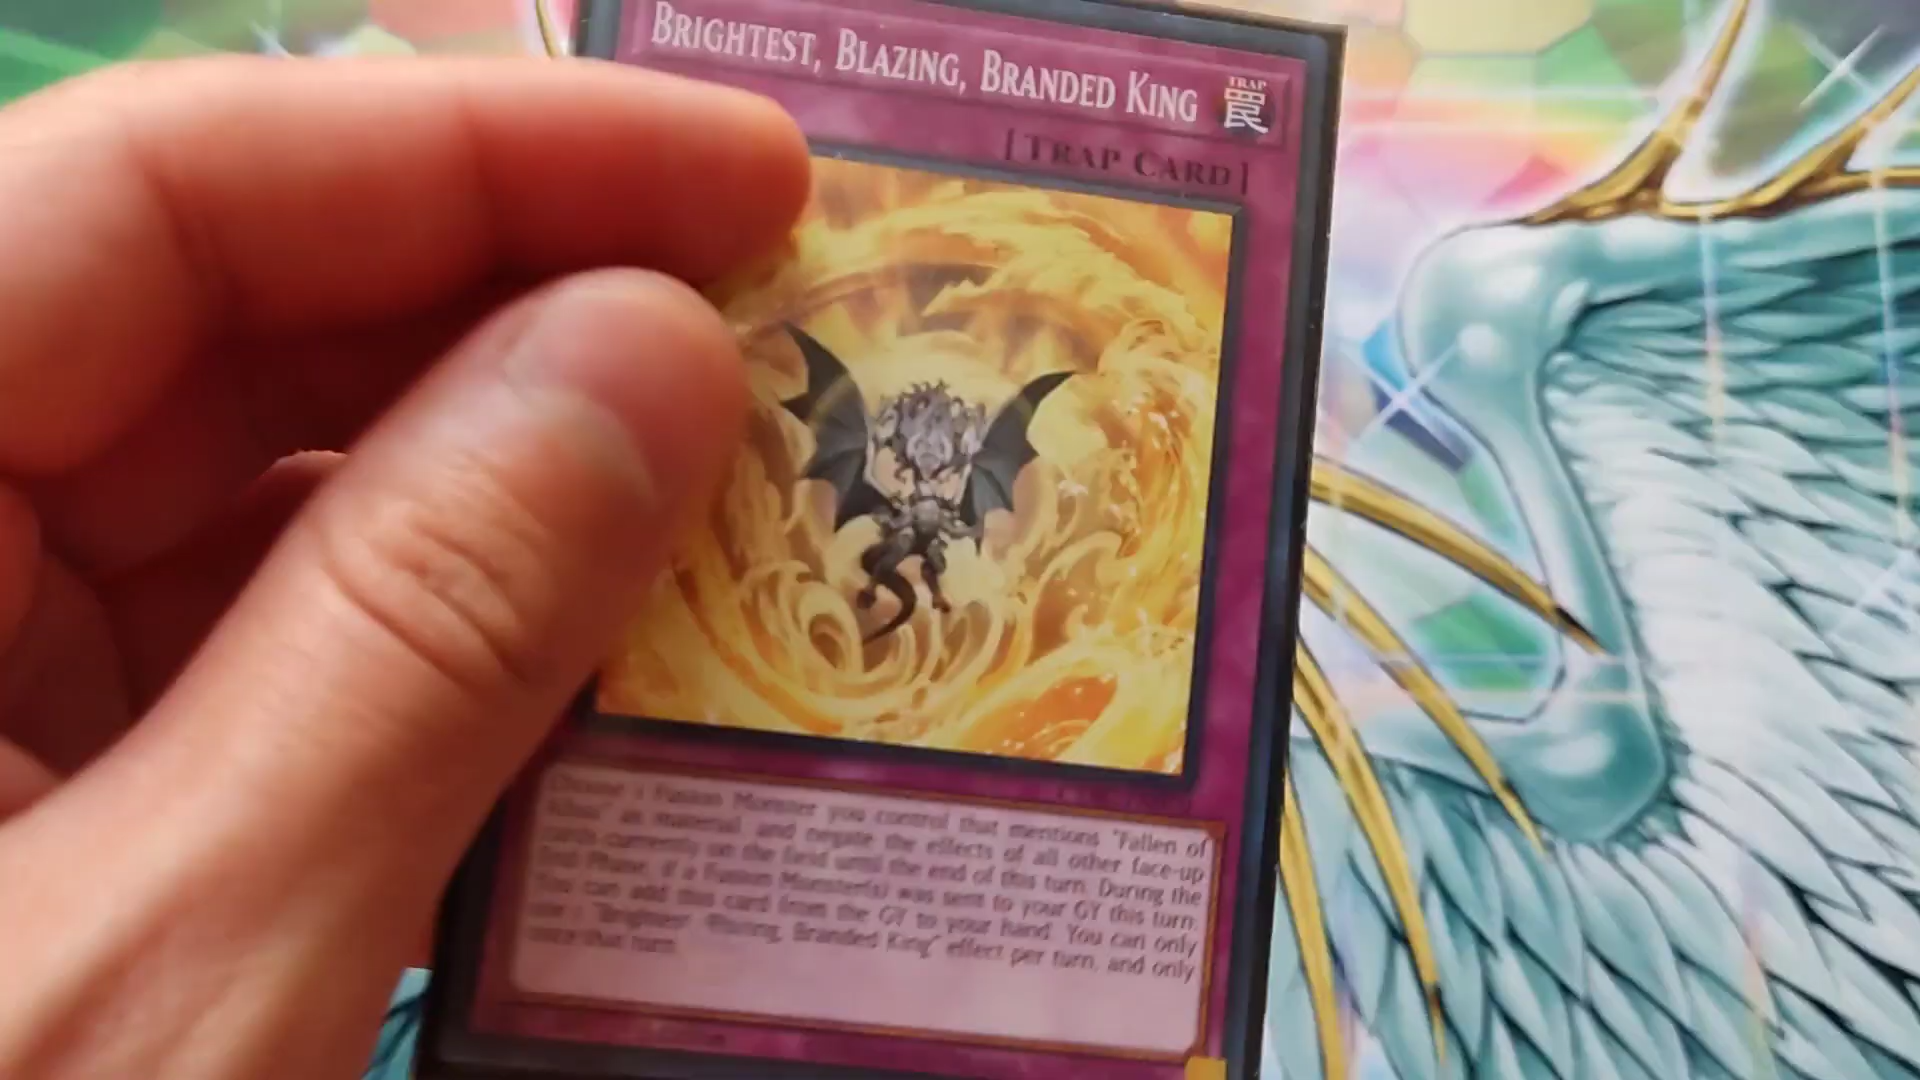 BRIGHTEST, BLAZING, BRANDED KING
TRAP
罠
[TRAP CARD]
Choose 1 Fusion Monster you control that mentions "Fallen of
Albaz" as material, and negate the effects of all other face-up
cards currently on the field until the end of this turn. During the
End Phase, if a Fusion Monster(s) was sent to your GY this turn:
You can add this card from the GY to your hand. You can only
use 1 "Brightest, Blazing, Branded King" effect per turn, and only
once that turn.